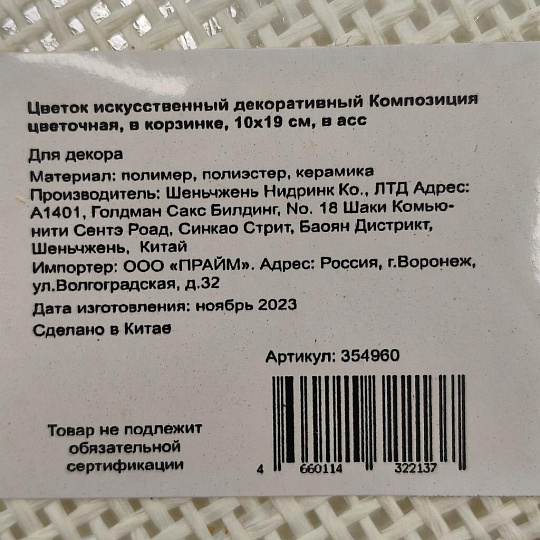 Цветок искусственный декоративный Композиция
цветочная, в корзинке, 10х19 см, в асс
Для декора
Материал: полимер, полиэстер, керамика
Производитель: Шеньчжень Нидринк Ко., ЛТД Адрес:
А1401, Голдман Сакс Билдинг, No. 18 Шаки Комью-
нити Сентэ Роад, Синкао Стрит, Баоян Дистрикт,
Шеньчжень, Китай
Импортер: ООО «ПРАЙМ». Адрес: Россия, г.Воронеж,
ул.Волгоградская, д.32
Дата изготовления: ноябрь 2023
Сделано в Китае
Артикул: 354960
Товар не подлежит
обязательной
сертификации
4 660114 322137